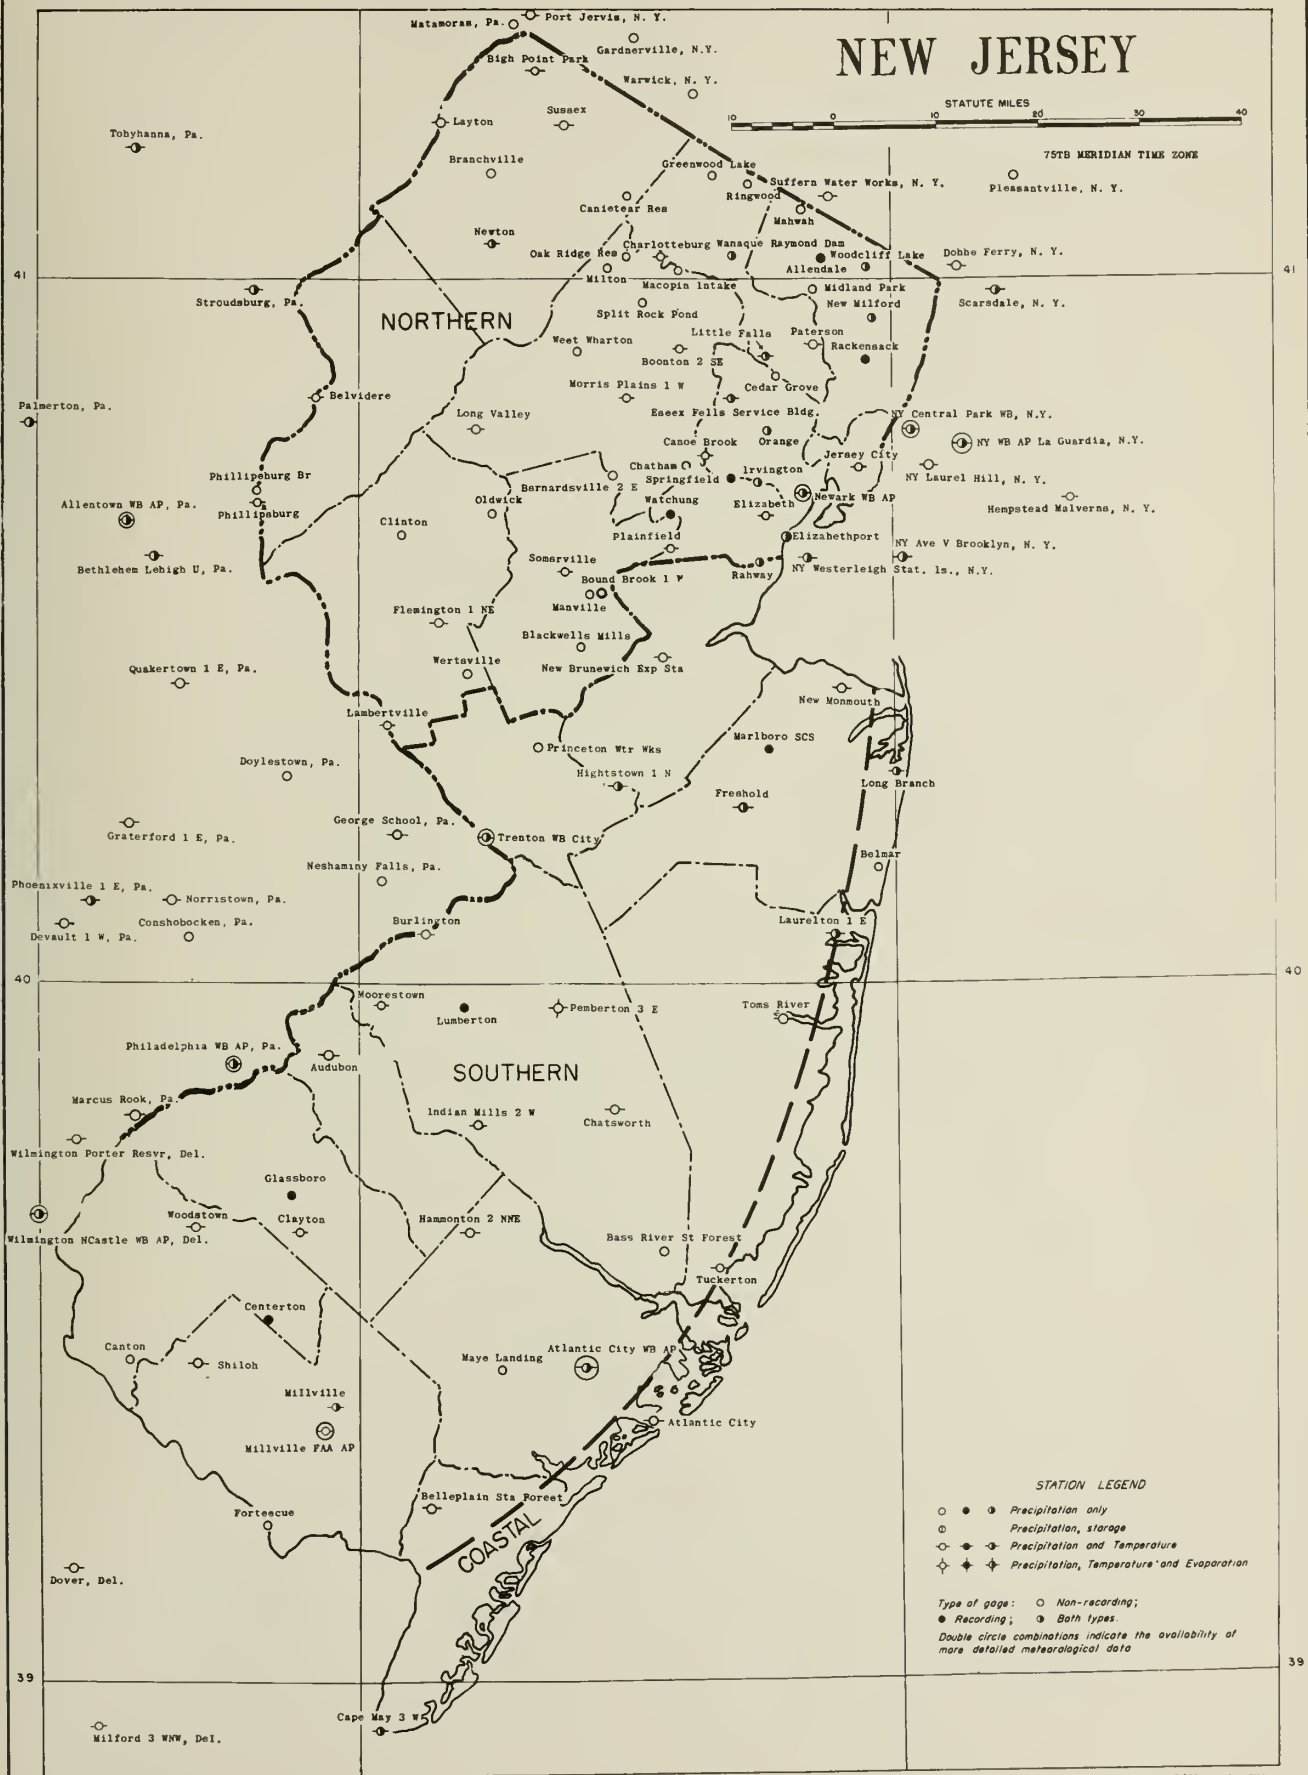 Matamoras, Pa.
Port Jervis, N. Y.
Gardnerville, N.Y.
NEW JERSEY
Bigh Point Park
Warwick, N. Y.
STATUTE MILES
10 0 10 20 30 40
Tobyhanna, Pa.
Layton
Sussex
75TB MERIDIAN TIME ZONE
Branchville
Greenwood Lake
Ringwood
Suffern Water Works, N. Y.
Pleasantville, N. Y.
Canistear Res
Mahwah
Newton
Oak Ridge Res
Charlotteburg
Wanaque Raymond Dam
Woodcliff Lake
Dobbe Ferry, N. Y.
41
Milton
Allendale
41
Stroudsburg, Pa.
Macopin Intake
Midland Park
Scarsdale, N. Y.
New Milford
NORTHERN
Split Rock Pond
Little Falls
Paterson
Weet Wharton
Rackensack
Boonton 2 SE
Morris Plains 1 W
Cedar Grove
Belvidere
Palmerton, Pa.
Long Valley
Essex Fells Service Bldg.
NY Central Park WB, N.Y.
Canoe Brook
Orange
NY WB AP La Guardia, N.Y.
Jersey City
Phillipsburg Br
Chatham
Irvington
Springfield
NY Laurel Hill, N. Y.
Bernardsville 2 E
Allentown WB AP, Pa.
Phillipsburg
Oldwick
Watchung
Elizabeth
Newark WB AP
Hempstead Malverns, N. Y.
Clinton
Plainfield
Elizabethport
NY Ave V Brooklyn, N. Y.
Bethlehem Lehigh U, Pa.
Somerville
Bound Brook 1 W
Rahway
NY Westerleigh Stat. Is., N.Y.
Manville
Flemington 1 NE
Blackwells Mills
Quakertown 1 E, Pa.
Wertsville
New Brunewich Exp Sta
New Monmouth
Lambertville
Princeton Wtr Wks
Marlboro SCS
Doylestown, Pa.
Hightstown 1 N
Long Branch
Freehold
Graterford 1 E, Pa.
George School, Pa.
Trenton WB City
Neshaminy Falls, Pa.
Belmar
Phoenixville 1 E, Pa.
Norristown, Pa.
Conshobocken, Pa.
Burlington
Laurelton 1 E
Devault 1 W, Pa.
40
40
Moorestown
Lumberton
Pemberton 3 E
Toms River
Philadelphia WB AP, Pa.
Audubon
SOUTHERN
Marcus Rook, Pa.
Indian Mills 2 W
Chatsworth
Wilmington Porter Resvr, Del.
Glassboro
Woodstown
Clayton
Hammonton 2 NNE
Wilmington NCastle WB AP, Del.
Bass River St Forest
Tuckerton
Centerton
Canton
Shiloh
Maye Landing
Atlantic City WB AP
Millville
Atlantic City
Millville FAA AP
Belleplain Sta Foreet
Forteecue
COASTAL
Dover, Del.
STATION LEGEND
Precipitation only
Precipitation, storage
Precipitation and Temperature
Precipitation, Temperature and Evaporation
Type of gage: Non-recording;
Recording; Both types.
Double circle combinations indicate the availability of
more detailed meteorological data
39
39
Cape May 3 W
Milford 3 WNW, Del.